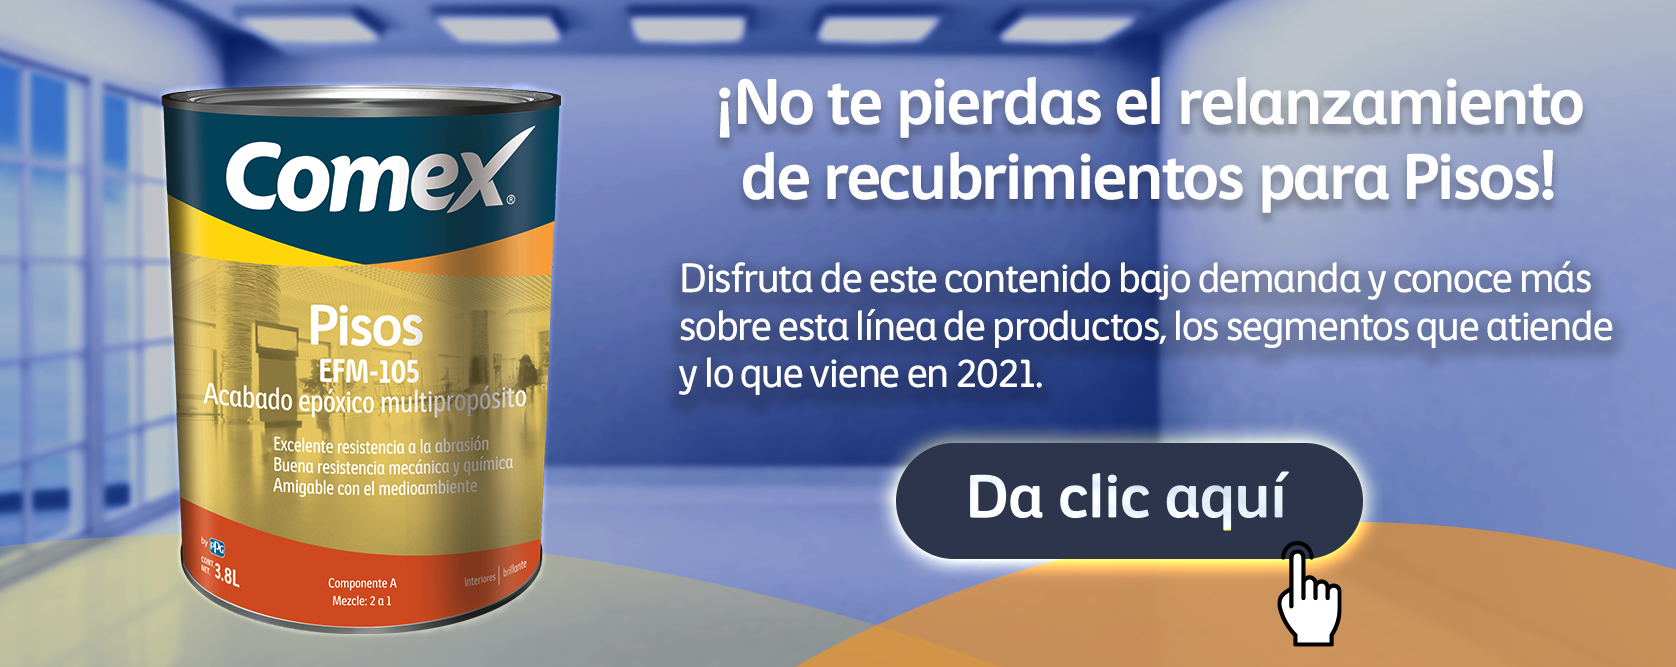 Comex®
Pisos
EFM-105
Acabado epóxico multipropósito
Excelente resistencia a la abrasión
Buena resistencia mecánica y química
Amigable con el medioambiente
by PPG
CONT.
NET. 3.8L
Componente A
Mezcle: 2 a 1
interiores | brillante
¡No te pierdas el relanzamiento
de recubrimientos para Pisos!
Disfruta de este contenido bajo demanda y conoce más
sobre esta línea de productos, los segmentos que atiende
y lo que viene en 2021.
Da clic aquí